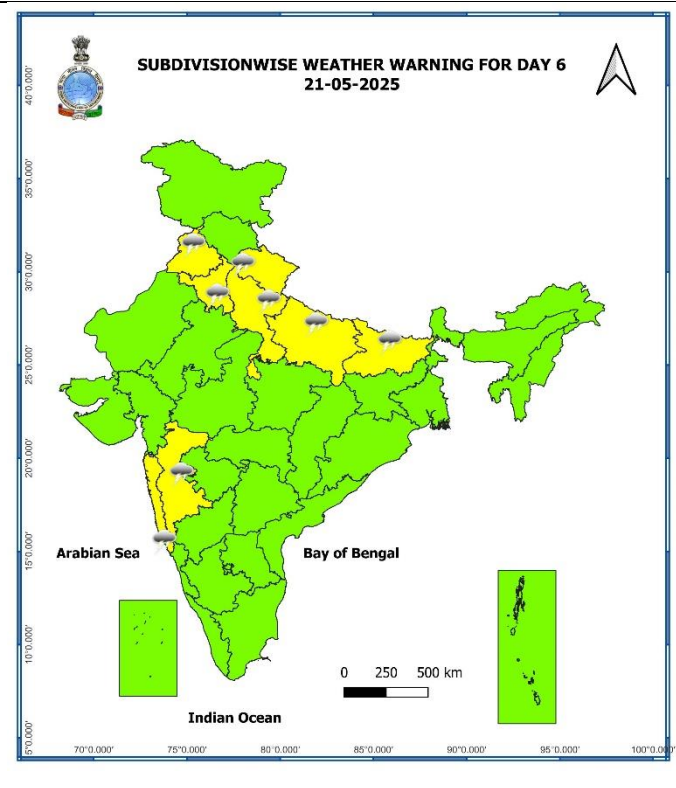 SUBDIVISIONWISE WEATHER WARNING FOR DAY 6
21-05-2025
40°0.000'
35°0.000'
30°0.000'
25°0.000'
20°0.000'
15°0.000'
10°0.000'
5°0.000'
Arabian Sea
Bay of Bengal
0 250 500 km
Indian Ocean
70°0.000' 75°0.000' 80°0.000' 85°0.000' 90°0.000' 95°0.000' 100°0.000'